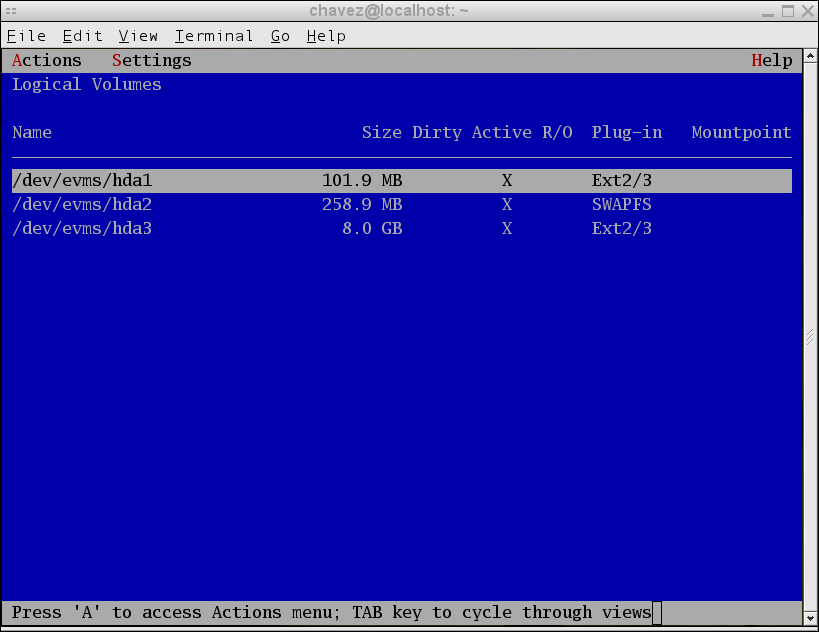 chavez@localhost: ~
File Edit View Terminal Go Help
Actions Settings Help
Logical Volumes
Name Size Dirty Active R/O Plug-in Mountpoint
/dev/evms/hda1 101.9 MB X Ext2/3
/dev/evms/hda2 258.9 MB X SWAPFS
/dev/evms/hda3 8.0 GB X Ext2/3
Press 'A' to access Actions menu; TAB key to cycle through views